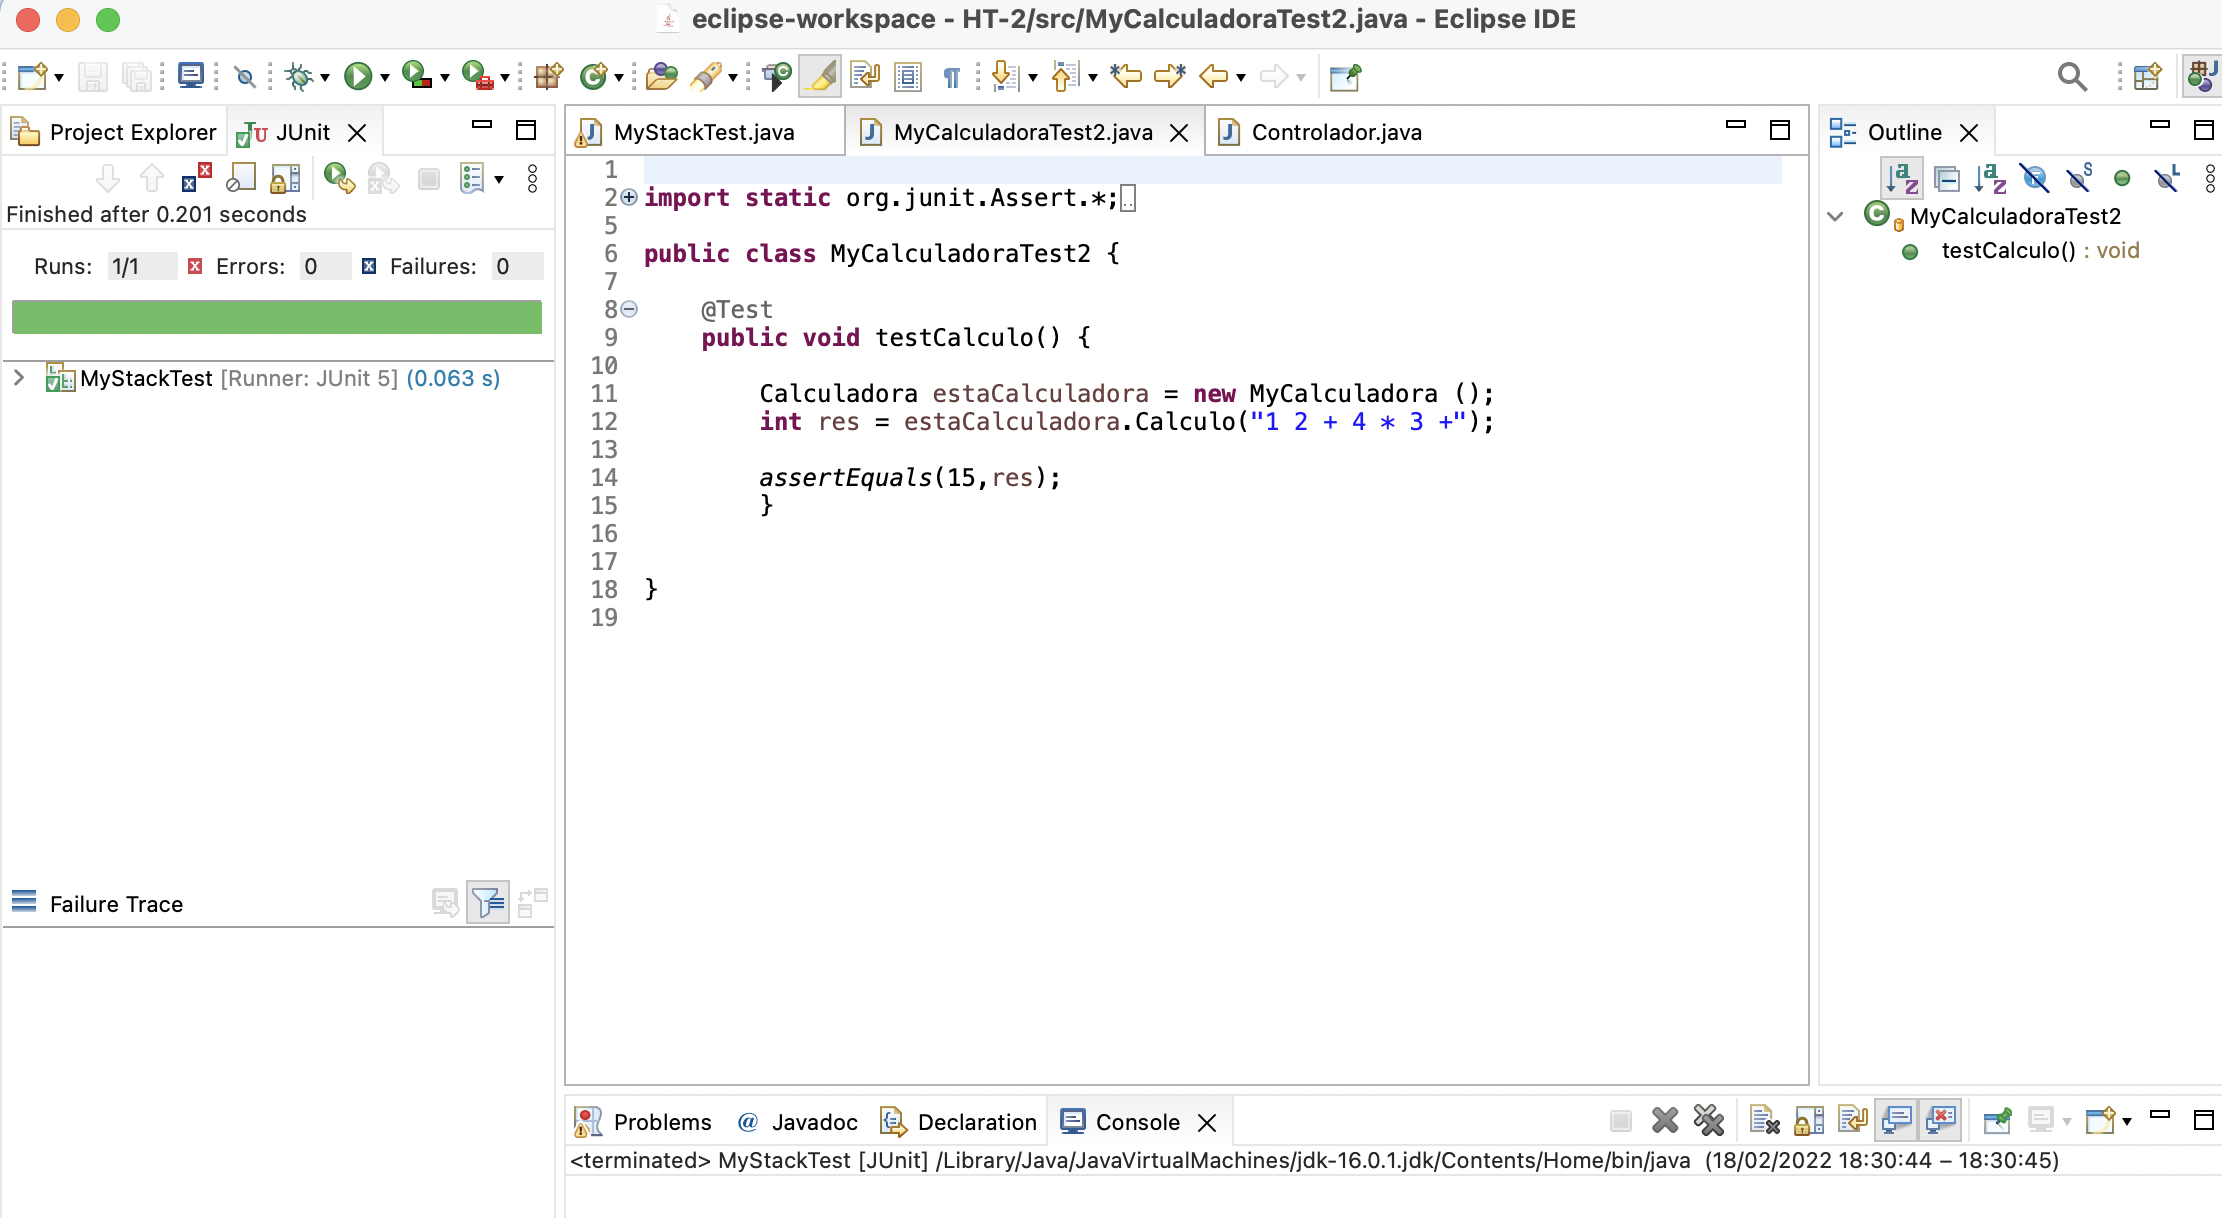 eclipse-workspace - HT-2/src/MyCalculadoraTest2.java - Eclipse IDE
Project Explorer JUnit
Finished after 0.201 seconds
Runs: 1/1 Errors: 0 Failures: 0
MyStackTest [Runner: JUnit 5] (0.063 s)
Failure Trace
MyStackTest.java MyCalculadoraTest2.java Controlador.java
1
2 import static org.junit.Assert.*;
5
6 public class MyCalculadoraTest2 {
7
8 @Test
9 public void testCalculo() {
10
11 Calculadora estaCalculadora = new MyCalculadora ();
12 int res = estaCalculadora.Calculo("1 2 + 4 * 3 +");
13
14 assertEquals(15,res);
15 }
16
17
18 }
19
Outline
MyCalculadoraTest2
testCalculo() : void
Problems @ Javadoc Declaration Console
<terminated> MyStackTest [JUnit] /Library/Java/JavaVirtualMachines/jdk-16.0.1.jdk/Contents/Home/bin/java (18/02/2022 18:30:44 – 18:30:45)